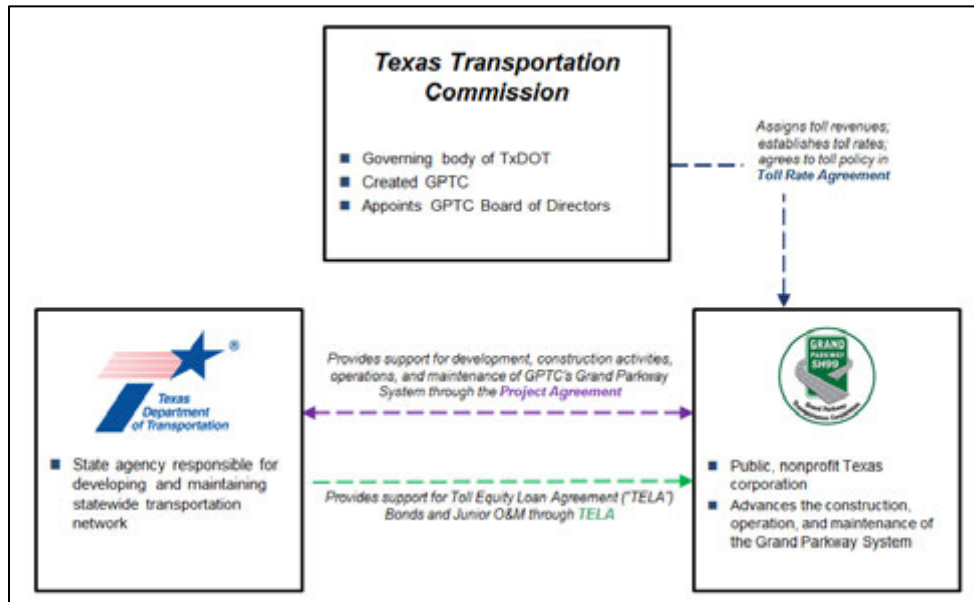 Texas Transportation
Commission
■ Governing body of TxDOT
■ Created GPTC
■ Appoints GPTC Board of Directors
Assigns toll revenues;
establishes toll rates;
agrees to toll policy in
Toll Rate Agreement
®
Texas
Department
of Transportation
■ State agency responsible for
developing and maintaining
statewide transportation
network
Provides support for development, construction activities,
operations, and maintenance of GPTC's Grand Parkway
System through the Project Agreement
Provides support for Toll Equity Loan Agreement ("TELA")
Bonds and Junior O&M through TELA
GRAND
PARKWAY
SH99
Grand Parkway
Transportation Corporation
■ Public, nonprofit Texas
corporation
■ Advances the construction,
operation, and maintenance of
the Grand Parkway System